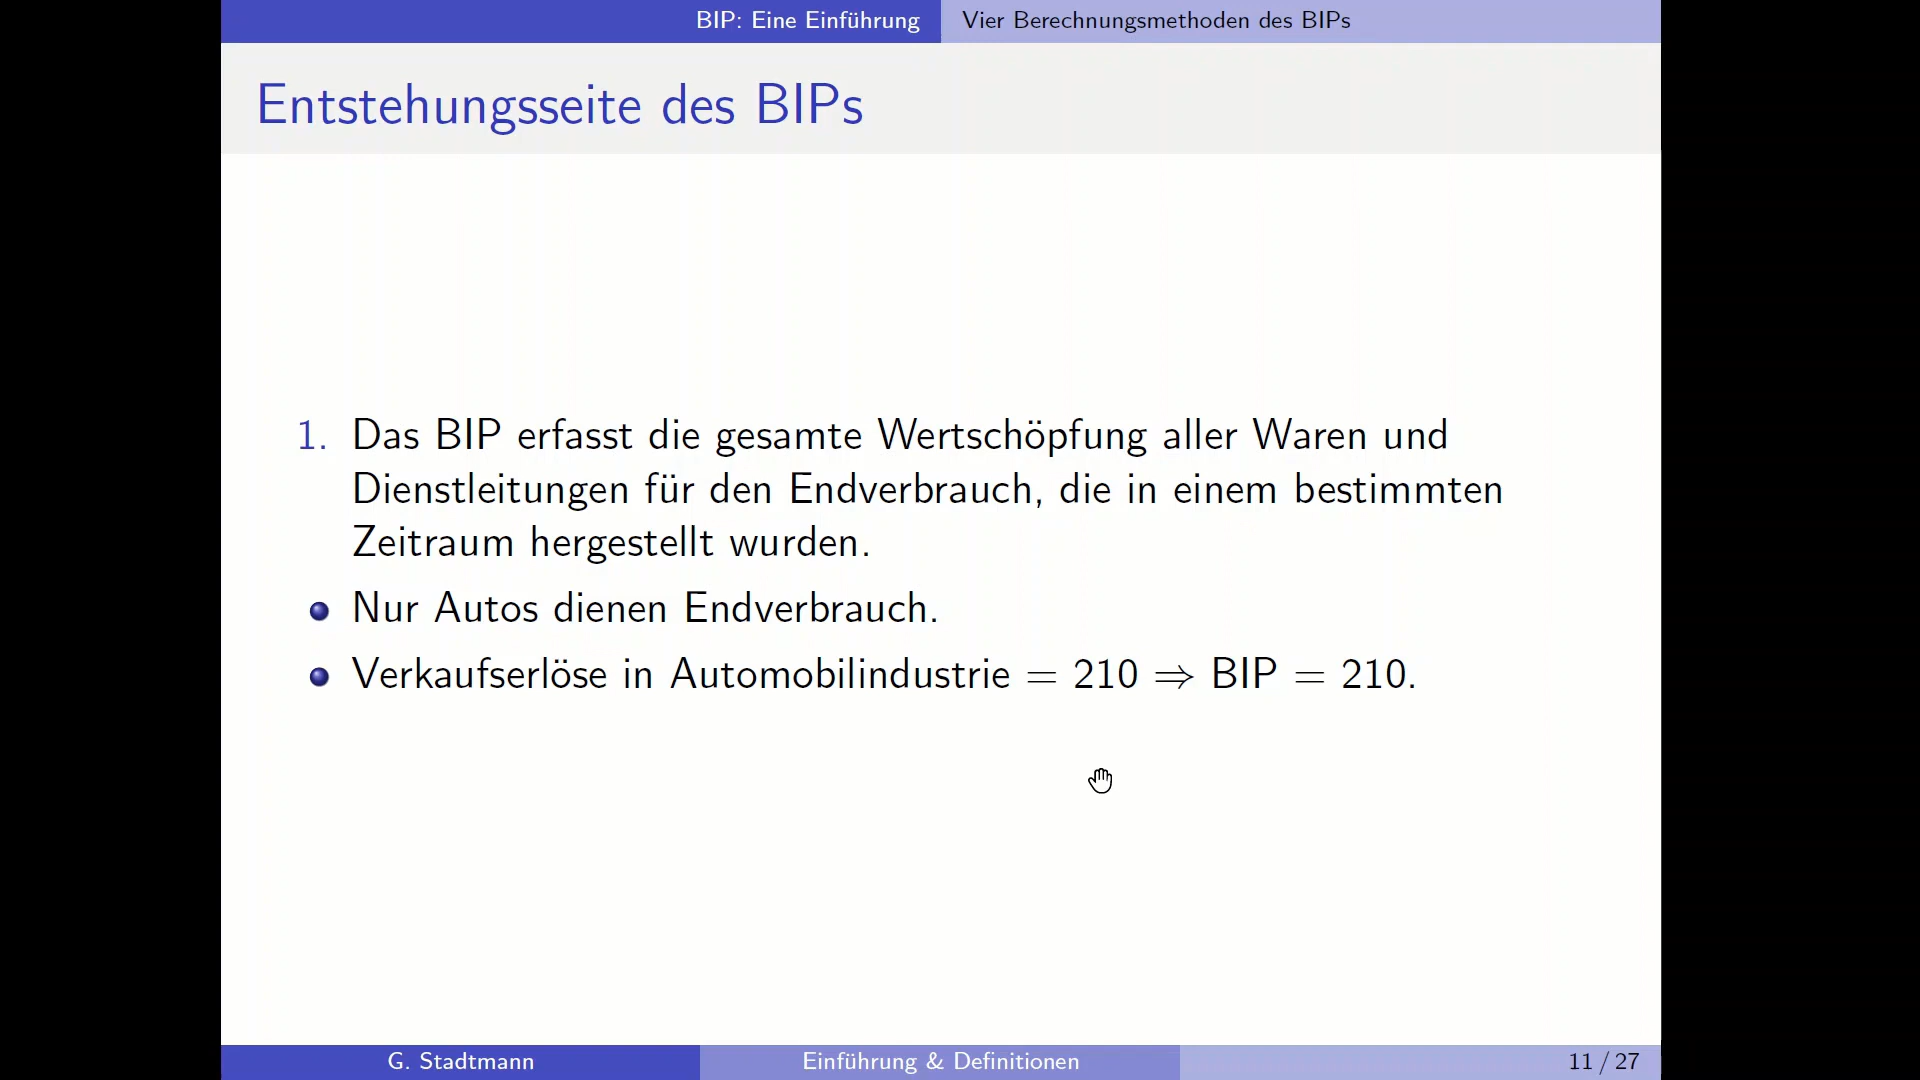 BIP: Eine Einführung
Vier Berechnungsmethoden des BIPs
Entstehungsseite des BIPs
1. Das BIP erfasst die gesamte Wertschöpfung aller Waren und
Dienstleitungen für den Endverbrauch, die in einem bestimmten
Zeitraum hergestellt wurden.
Nur Autos dienen Endverbrauch.
Verkaufserlöse in Automobilindustrie = 210 ⇒ BIP = 210.
G. Stadtmann
Einführung & Definitionen
11 / 27